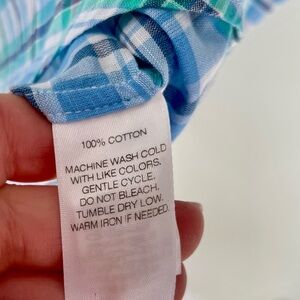 100% COTTON
MACHINE WASH COLD
WITH LIKE COLORS.
GENTLE CYCLE.
DO NOT BLEACH.
TUMBLE DRY LOW.
WARM IRON IF NEEDED.